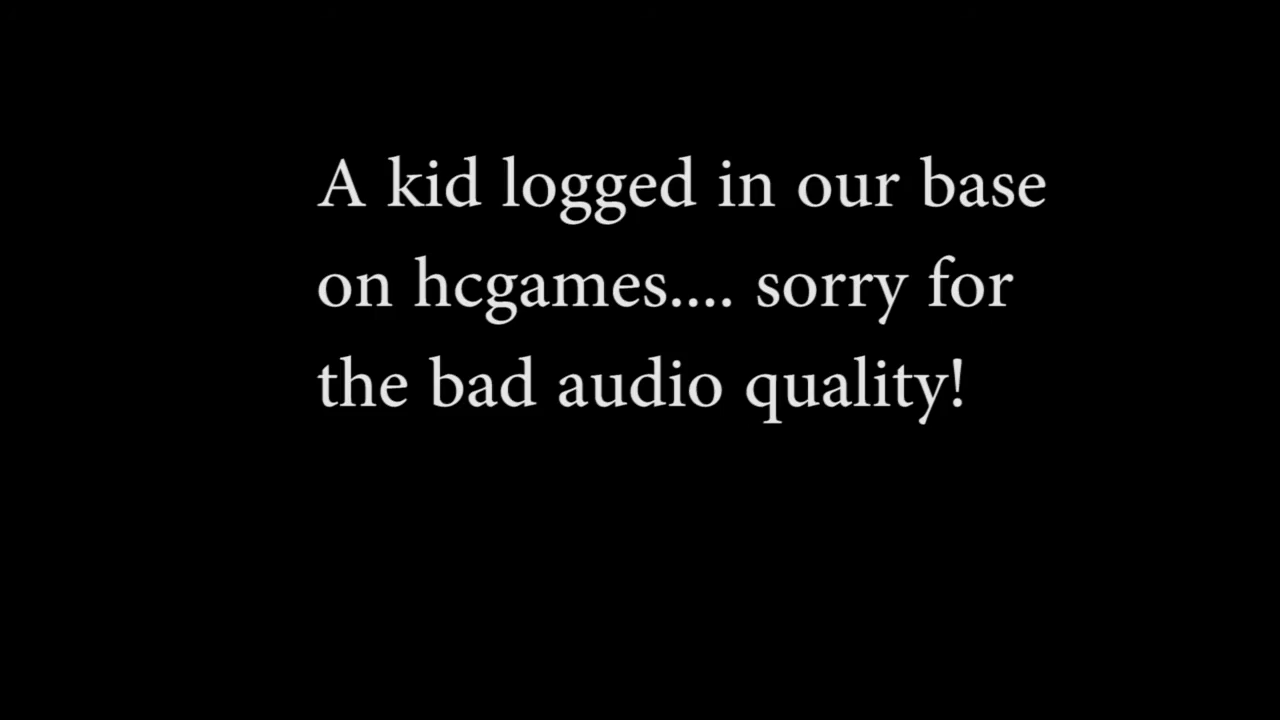 A kid logged in our base
on hcgames.... sorry for
the bad audio quality!